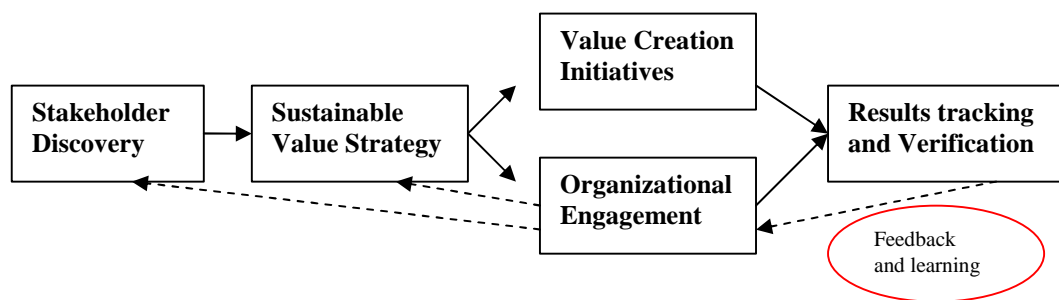 Stakeholder
Discovery
Sustainable
Value Strategy
Value Creation
Initiatives
Organizational
Engagement
Results tracking
and Verification
Feedback
and learning